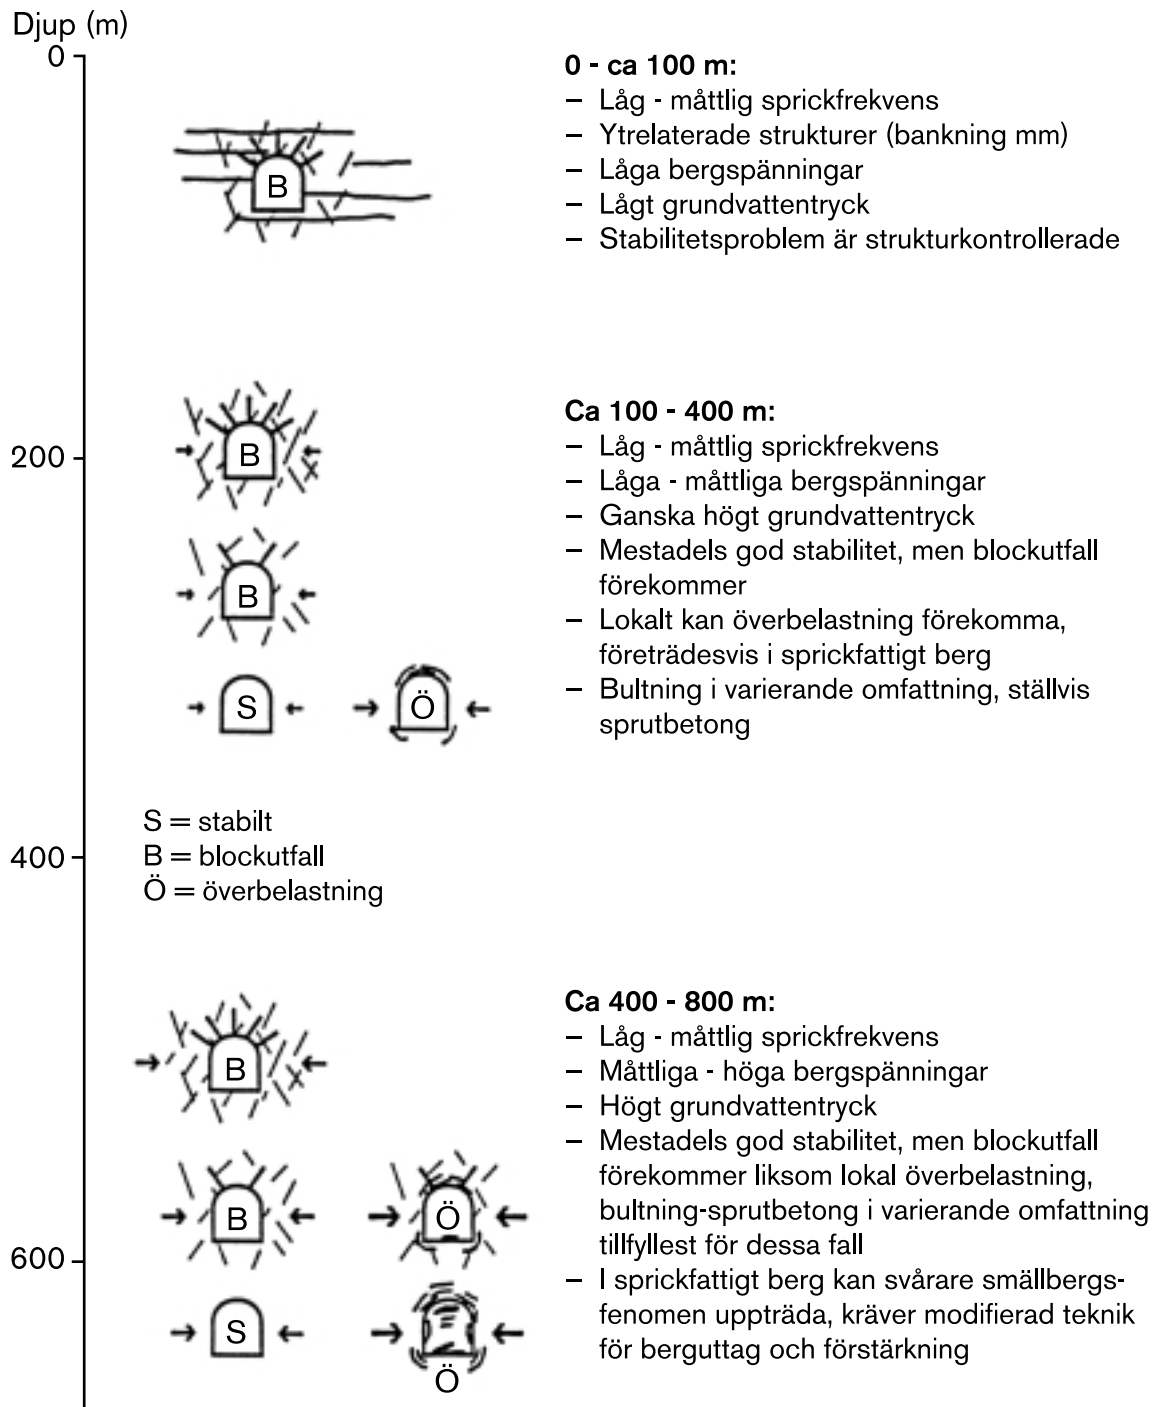 Djup (m)
0
B
0 - ca 100 m:
– Låg - måttlig sprickfrekvens
– Ytrelaterade strukturer (bankning mm)
– Låga bergspänningar
– Lågt grundvattentryck
– Stabilitetsproblem är strukturkontrollerade
200
B
B
S
Ö
Ca 100 - 400 m:
– Låg - måttlig sprickfrekvens
– Låga - måttliga bergspänningar
– Ganska högt grundvattentryck
– Mestadels god stabilitet, men blockutfall
förekommer
– Lokalt kan överbelastning förekomma,
företrädesvis i sprickfattigt berg
– Bultning i varierande omfattning, ställvis
sprutbetong
S = stabilt
B = blockutfall
Ö = överbelastning
400
B
B
Ö
S
Ö
600
Ca 400 - 800 m:
– Låg - måttlig sprickfrekvens
– Måttliga - höga bergspänningar
– Högt grundvattentryck
– Mestadels god stabilitet, men blockutfall
förekommer liksom lokal överbelastning,
bultning-sprutbetong i varierande omfattning
tillfyllest för dessa fall
– I sprickfattigt berg kan svårare smällbergs-
fenomen uppträda, kräver modifierad teknik
för berguttag och förstärkning